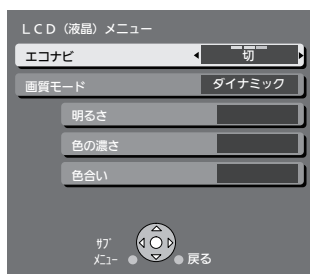 LCD（液晶）メニュー
エコナビ 切
画質モード ダイナミック
明るさ
色の濃さ
色合い
サブ
メニュー 戻る